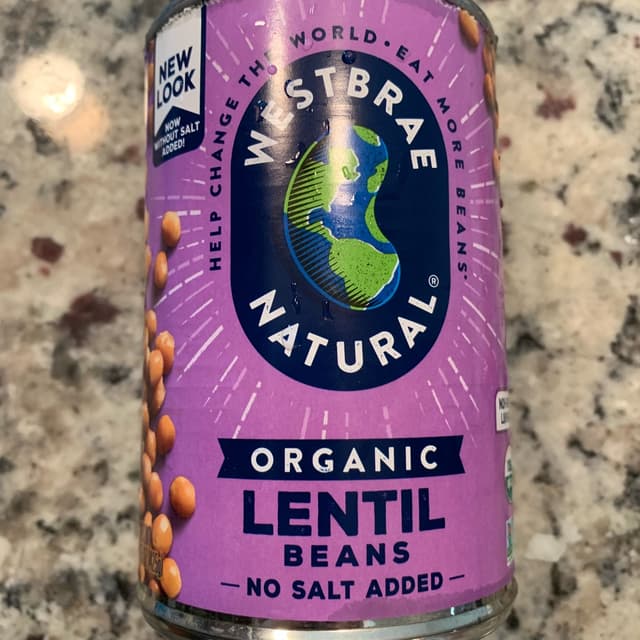 NEW
LOOK
NOW
WITHOUT SALT
ADDED!
HELP CHANGE THE WORLD • EAT MORE BEANS
WESTBRAE
NATURAL®
ORGANIC
LENTIL
BEANS
– NO SALT ADDED –